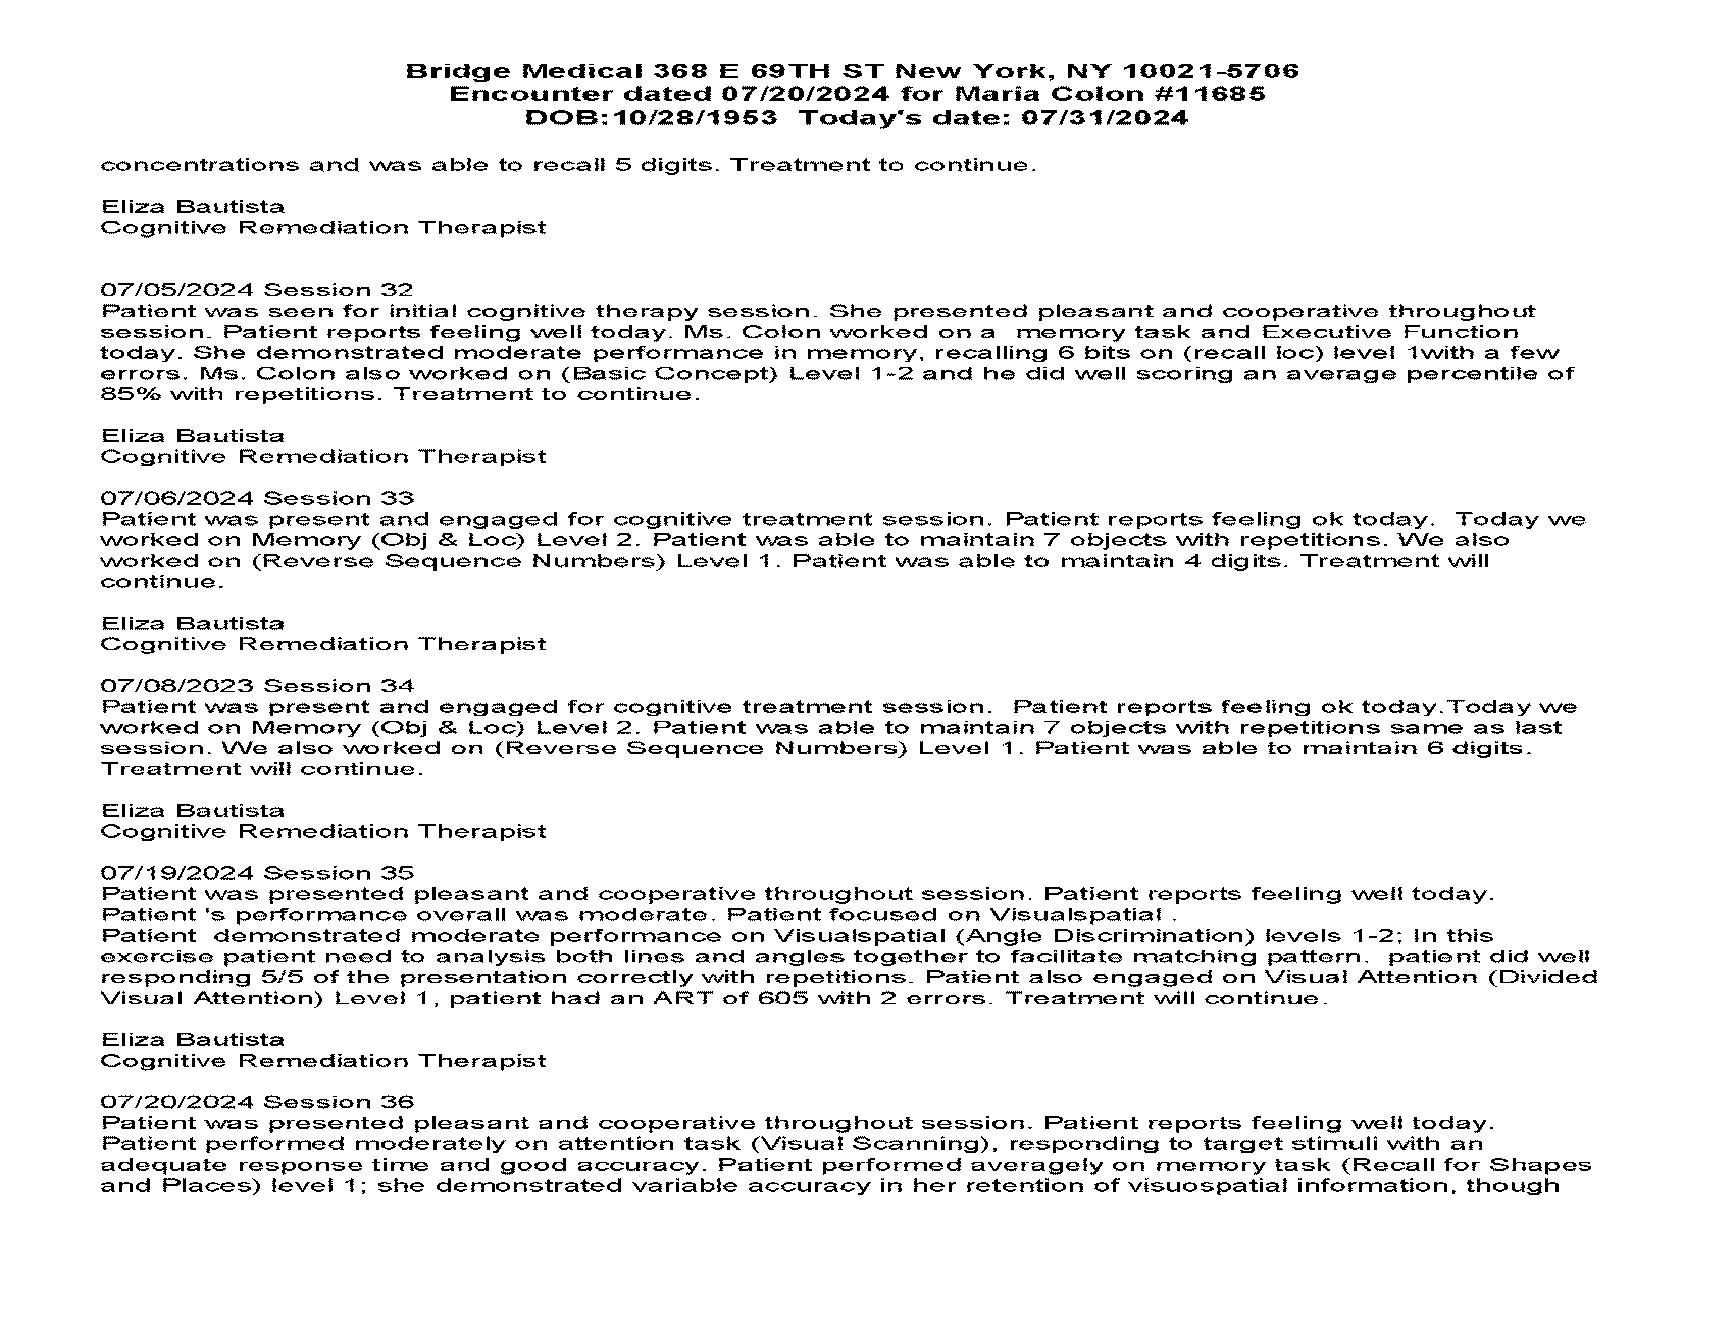 Bridge Medical 368 E 69TH ST New York, NY 10021-5706
Encounter dated 07/20/2024 for Maria Colon #11685
DOB:10/28/1953 Today's date: 07/31/2024
concentrations and was able to recall 5 digits. Treatment to continue.
Eliza Bautista
Cognitive Remediation Therapist
07/05/2024 Session 32
Patient was seen for initial cognitive therapy session. She presented pleasant and cooperative throughout
session. Patient reports feeling well today. Ms. Colon worked on a memory task and Executive Function
today. She demonstrated moderate performance in memory, recalling 6 bits on (recall loc) level 1with a few
errors. Ms. Colon also worked on (Basic Concept) Level 1-2 and he did well scoring an average percentile of
85% with repetitions. Treatment to continue.
Eliza Bautista
Cognitive Remediation Therapist
07/06/2024 Session 33
Patient was present and engaged for cognitive treatment session. Patient reports feeling ok today. Today we
worked on Memory (Obj & Loc) Level 2. Patient was able to maintain 7 objects with repetitions. We also
worked on (Reverse Sequence Numbers) Level 1. Patient was able to maintain 4 digits. Treatment will
continue.
Eliza Bautista
Cognitive Remediation Therapist
07/08/2023 Session 34
Patient was present and engaged for cognitive treatment session. Patient reports feeling ok today.Today we
worked on Memory (Obj & Loc) Level 2. Patient was able to maintain 7 objects with repetitions same as last
session. We also worked on (Reverse Sequence Numbers) Level 1. Patient was able to maintain 6 digits.
Treatment will continue.
Eliza Bautista
Cognitive Remediation Therapist
07/19/2024 Session 35
Patient was presented pleasant and cooperative throughout session. Patient reports feeling well today.
Patient 's performance overall was moderate. Patient focused on Visualspatial .
Patient demonstrated moderate performance on Visualspatial (Angle Discrimination) levels 1-2; In this
exercise patient need to analysis both lines and angles together to facilitate matching pattern. patient did well
responding 5/5 of the presentation correctly with repetitions. Patient also engaged on Visual Attention (Divided
Visual Attention) Level 1, patient had an ART of 605 with 2 errors. Treatment will continue.
Eliza Bautista
Cognitive Remediation Therapist
07/20/2024 Session 36
Patient was presented pleasant and cooperative throughout session. Patient reports feeling well today.
Patient performed moderately on attention task (Visual Scanning), responding to target stimuli with an
adequate response time and good accuracy. Patient performed averagely on memory task (Recall for Shapes
and Places) level 1; she demonstrated variable accuracy in her retention of visuospatial information, though